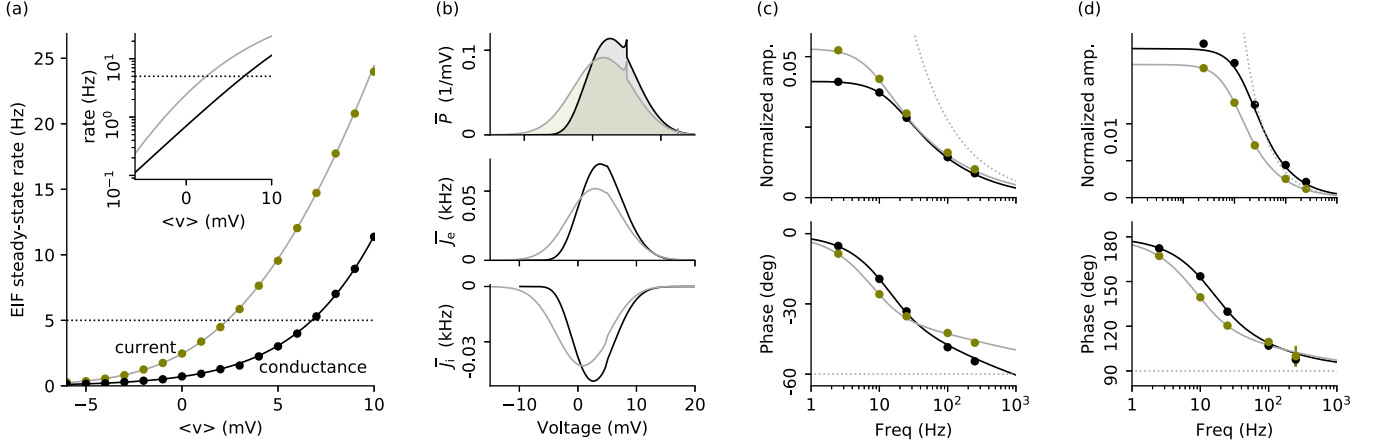 (a)
EIF steady-state rate (Hz)
25
20
15
10
5
0
−5
0
5
10
<v> (mV)
current
conductance
rate (Hz)
10^1
10^0
10^−1
0
10
<v> (mV)
(b)
P̅ (1/mV)
0.1
0
J̅e (kHz)
0.05
0
J̅i (kHz)
0
-0.03
−10
0
10
20
Voltage (mV)
(c)
Normalized amp.
0.05
0
Phase (deg)
0
-30
-60
1
10
10^2
10^3
Freq (Hz)
(d)
Normalized amp.
0.01
0
Phase (deg)
180
150
120
90
1
10
10^2
10^3
Freq (Hz)